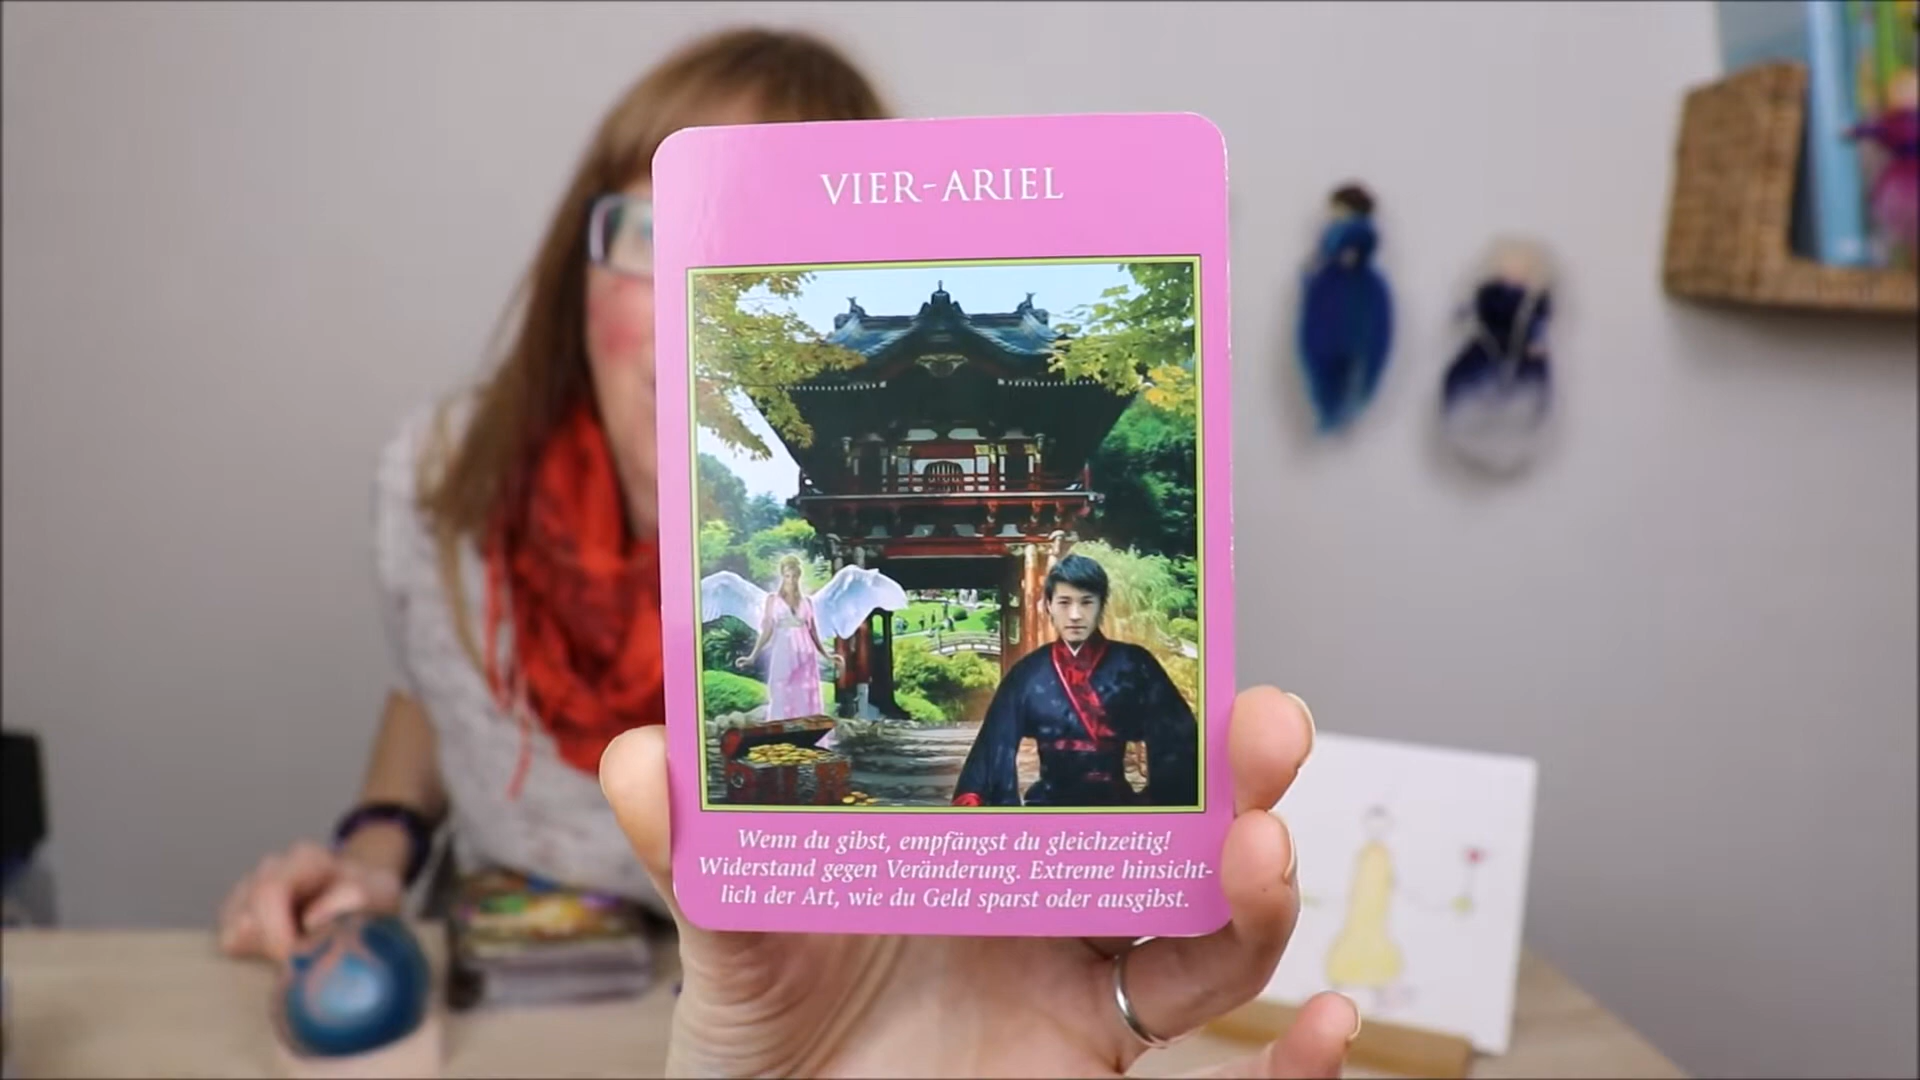 VIER-ARIEL
Wenn du gibst, empfängst du gleichzeitig!
Widerstand gegen Veränderung. Extreme hinsicht-
lich der Art, wie du Geld sparst oder ausgibst.